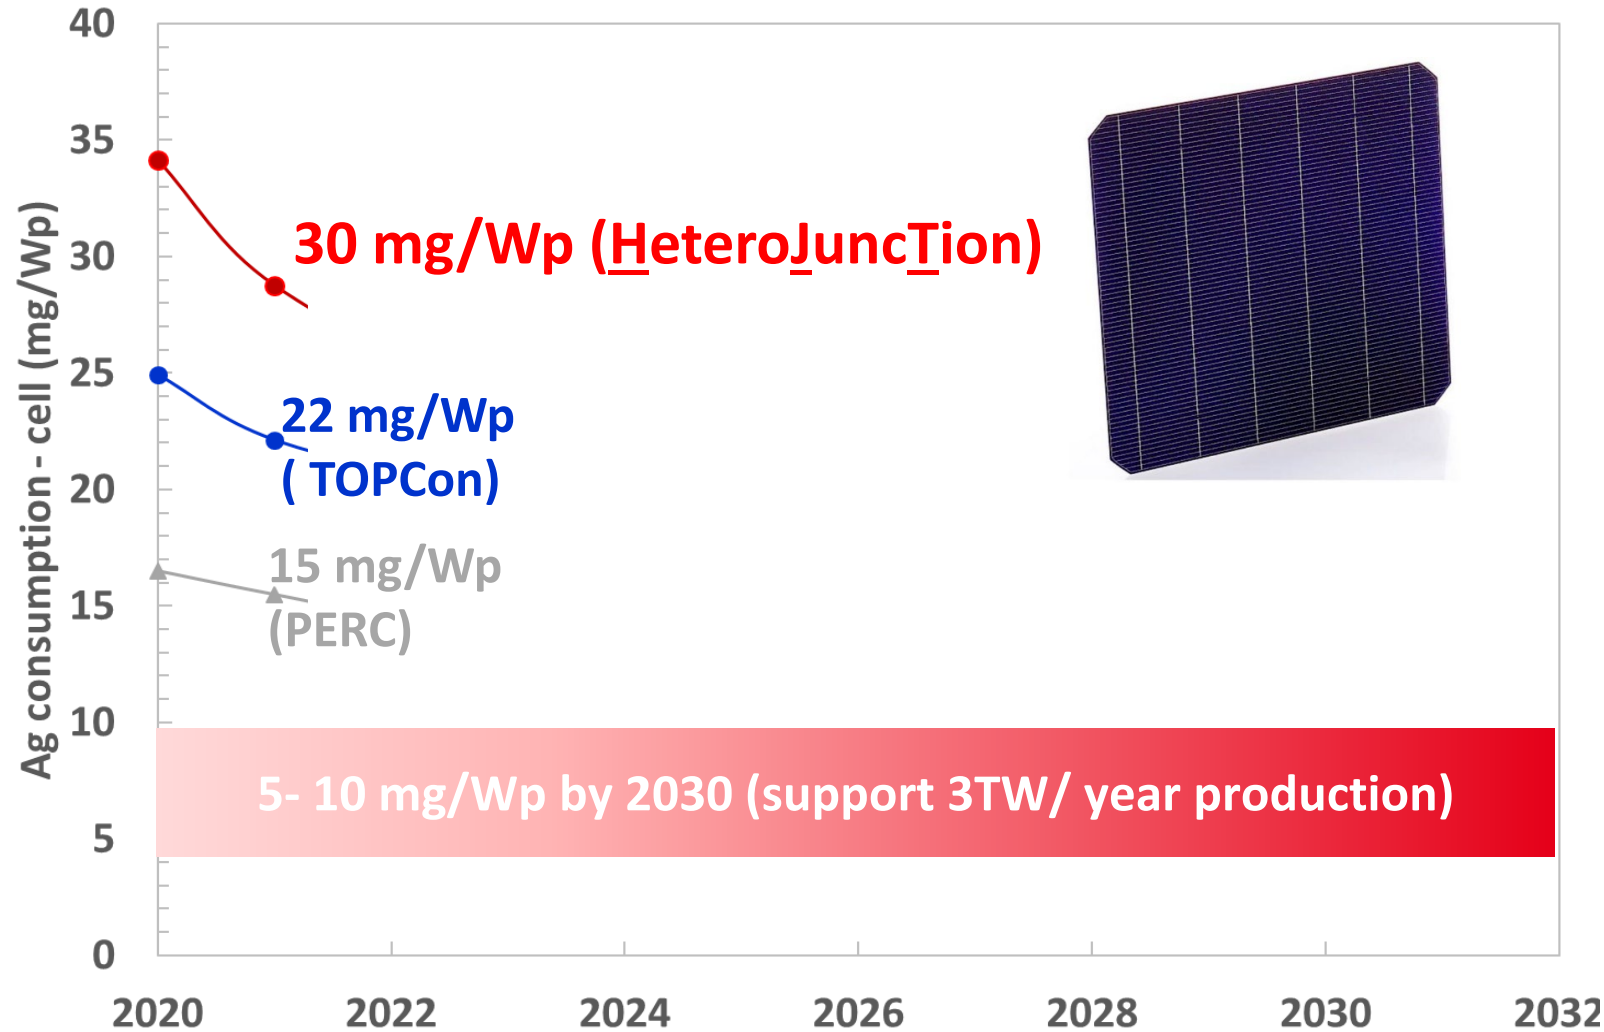 Ag consumption - cell (mg/Wp)
40
35
30
25
20
15
10
5
0
30 mg/Wp (HeteroJuncTion)
22 mg/Wp
( TOPCon)
15 mg/Wp
(PERC)
5- 10 mg/Wp by 2030 (support 3TW/ year production)
2020 2022 2024 2026 2028 2030 2032